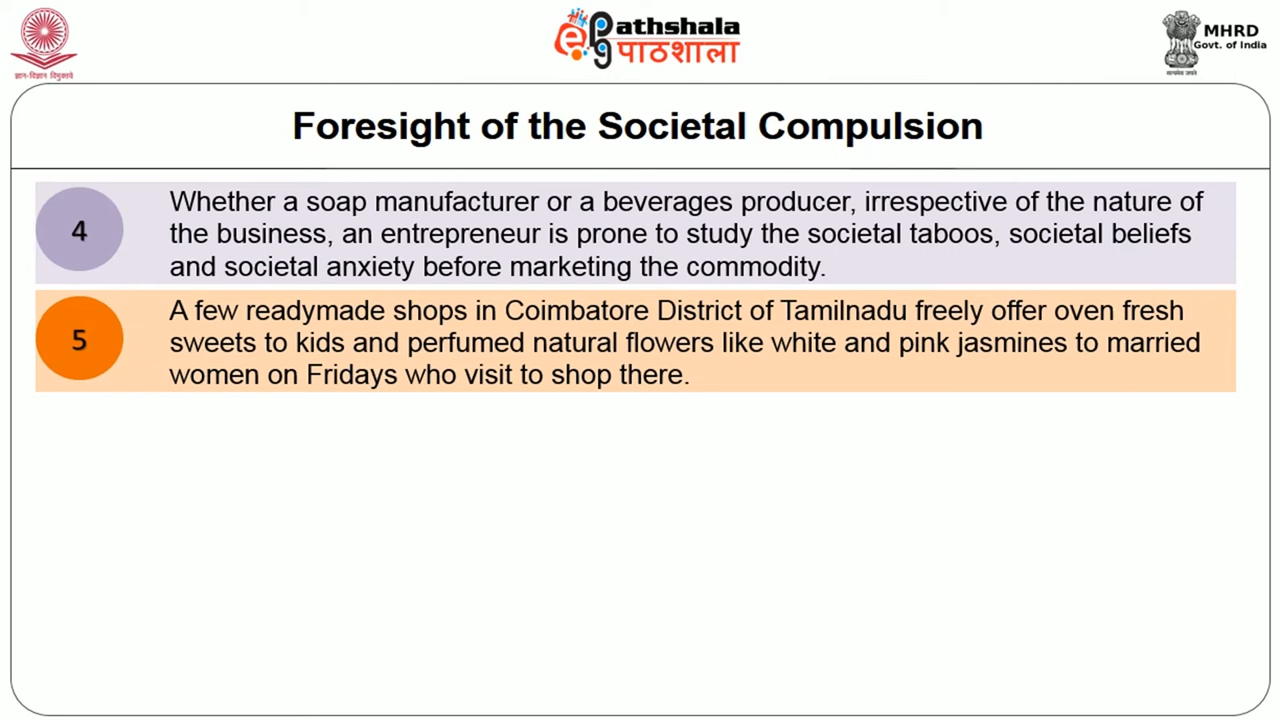 ज्ञान-विज्ञान विमुक्तये
ePathshala
पाठशाला
MHRD
Govt. of India
सत्यमेव जयते
Foresight of the Societal Compulsion
4
Whether a soap manufacturer or a beverages producer, irrespective of the nature of
the business, an entrepreneur is prone to study the societal taboos, societal beliefs
and societal anxiety before marketing the commodity.
5
A few readymade shops in Coimbatore District of Tamilnadu freely offer oven fresh
sweets to kids and perfumed natural flowers like white and pink jasmines to married
women on Fridays who visit to shop there.